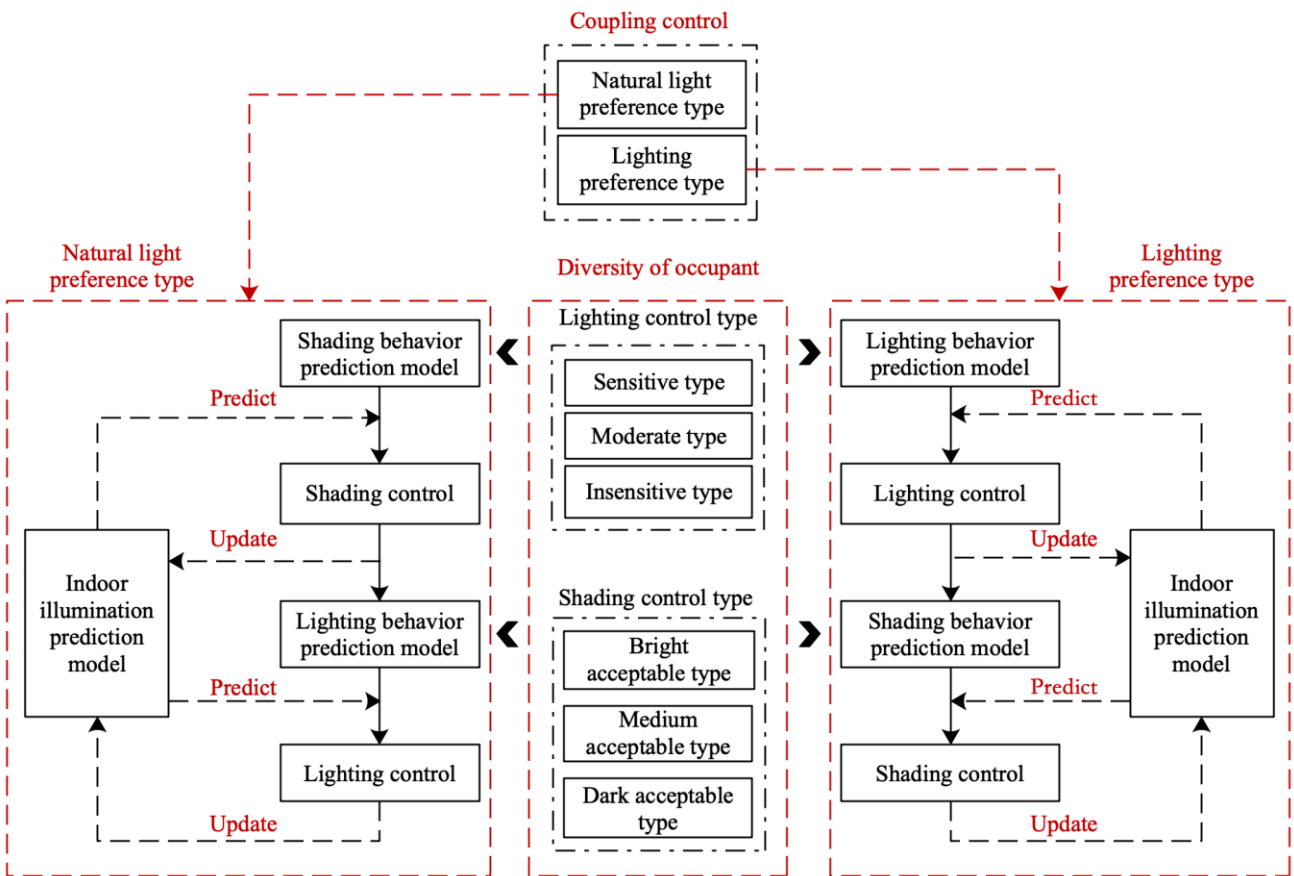 Coupling control
Natural light
preference type
Lighting
preference type
Natural light
preference type
Diversity of occupant
Lighting
preference type
Shading behavior
prediction model
Predict
Shading control
Update
Indoor
illumination
prediction
model
Lighting behavior
prediction model
Predict
Lighting control
Update
Lighting control type
Sensitive type
Moderate type
Insensitive type
Shading control type
Bright
acceptable type
Medium
acceptable type
Dark acceptable
type
Lighting behavior
prediction model
Predict
Lighting control
Update
Indoor
illumination
prediction
model
Shading behavior
prediction model
Predict
Shading control
Update